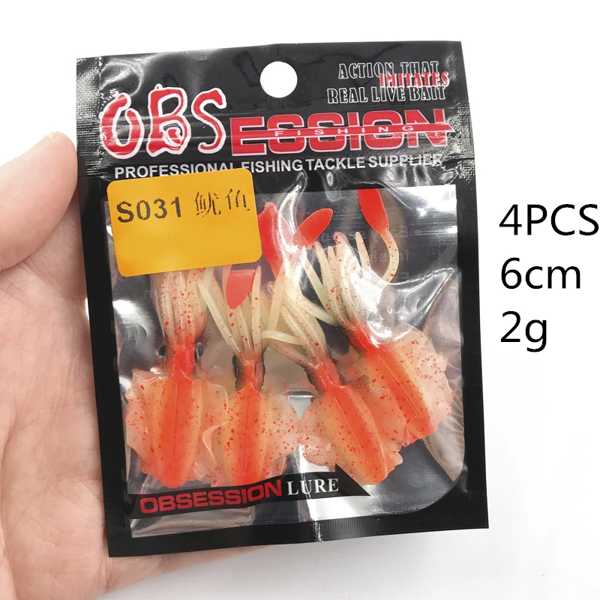 ACTION THAT
IMITATES
REAL LIVE BAIT
OBSESSION
FISHING
PROFESSIONAL FISHING TACKLE SUPPLIER
S031 鱿鱼
4PCS
6cm
2g
OBSESSION LURE